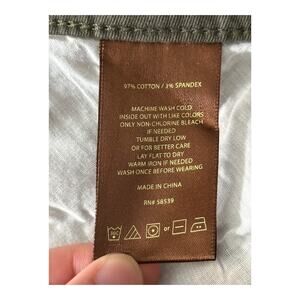 97% COTTON / 3% SPANDEX
MACHINE WASH COLD
INSIDE OUT WITH LIKE COLORS
ONLY NON-CHLORINE BLEACH
IF NEEDED
TUMBLE DRY LOW
OR FOR BETTER CARE
LAY FLAT TO DRY
WARM IRON IF NEEDED
WASH ONCE BEFORE WEARING
MADE IN CHINA
RN# 58539
or